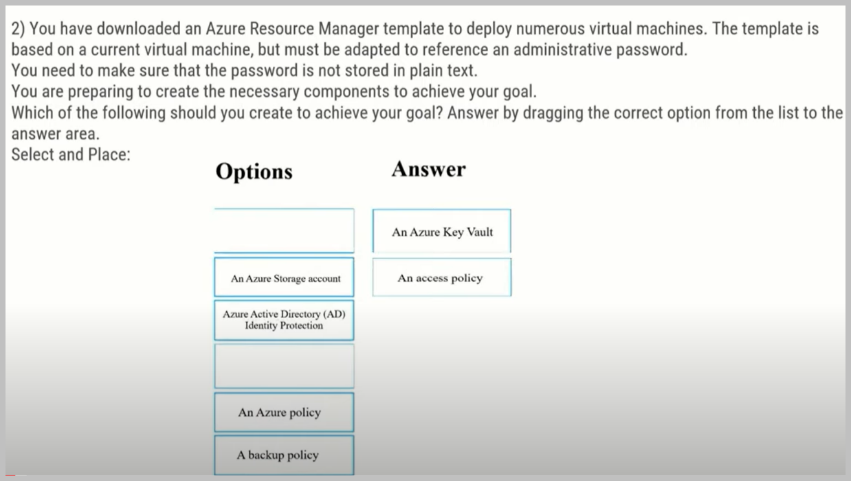 2) You have downloaded an Azure Resource Manager template to deploy numerous virtual machines. The template is
based on a current virtual machine, but must be adapted to reference an administrative password.
You need to make sure that the password is not stored in plain text.
You are preparing to create the necessary components to achieve your goal.
Which of the following should you create to achieve your goal? Answer by dragging the correct option from the list to the
answer area.
Select and Place:
Options
Answer
An Azure Key Vault
An Azure Storage account
An access policy
Azure Active Directory (AD)
Identity Protection
An Azure policy
A backup policy